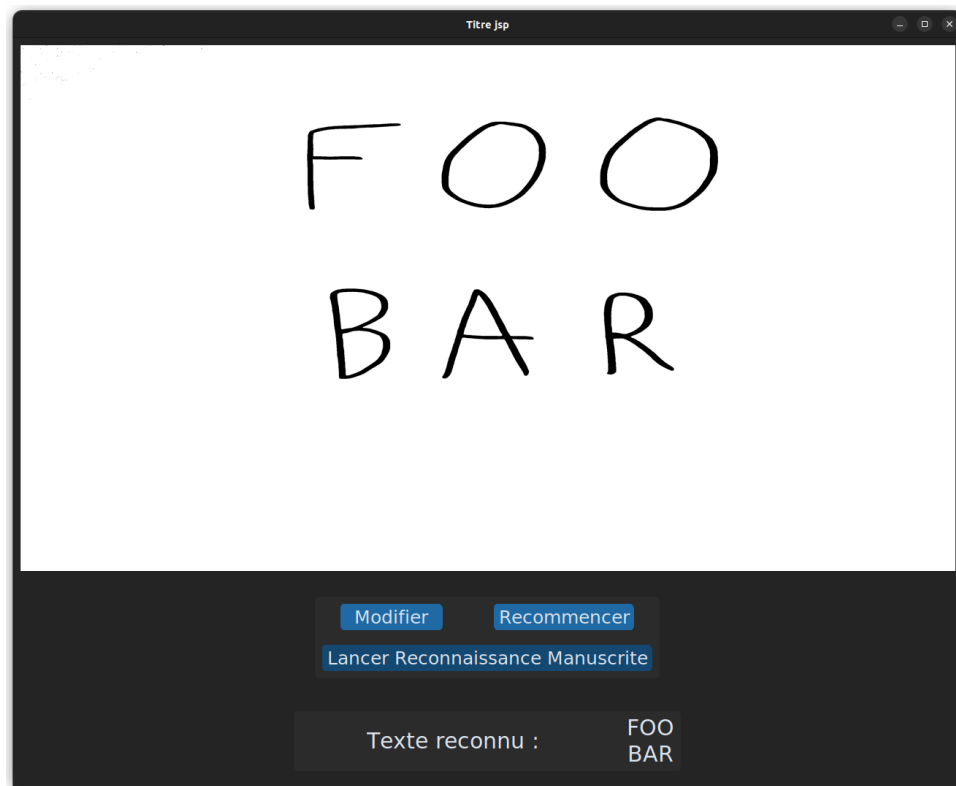 Titre jsp
FOO
BAR
Modifier Recommencer
Lancer Reconnaissance Manuscrite
Texte reconnu : FOO
BAR